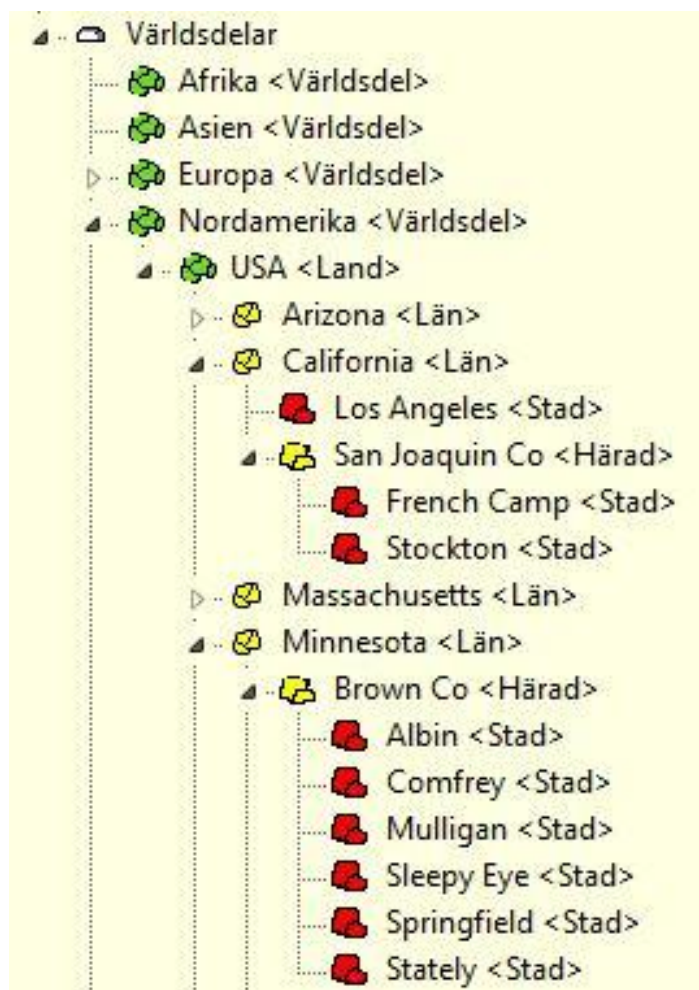 Världsdelar
Afrika <Världsdel>
Asien <Världsdel>
Europa <Världsdel>
Nordamerika <Världsdel>
USA <Land>
Arizona <Län>
California <Län>
Los Angeles <Stad>
San Joaquin Co <Härad>
French Camp <Stad>
Stockton <Stad>
Massachusetts <Län>
Minnesota <Län>
Brown Co <Härad>
Albin <Stad>
Comfrey <Stad>
Mulligan <Stad>
Sleepy Eye <Stad>
Springfield <Stad>
Stately <Stad>